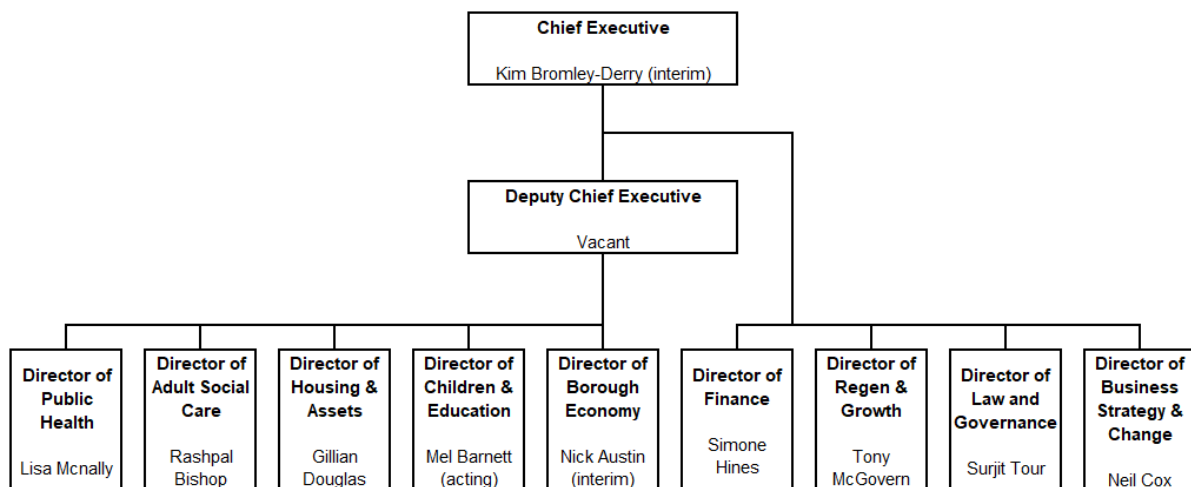 Chief Executive
Kim Bromley-Derry (interim)
Deputy Chief Executive
Vacant
Director of
Public
Health
Lisa Mcnally
Director of
Adult Social
Care
Rashpal
Bishop
Director of
Housing &
Assets
Gillian
Douglas
Director of
Children &
Education
Mel Barnett
(acting)
Director of
Borough
Economy
Nick Austin
(interim)
Director of
Finance
Simone
Hines
Director of
Regen &
Growth
Tony
McGovern
Director of
Law and
Governance
Surjit Tour
Director of
Business
Strategy &
Change
Neil Cox